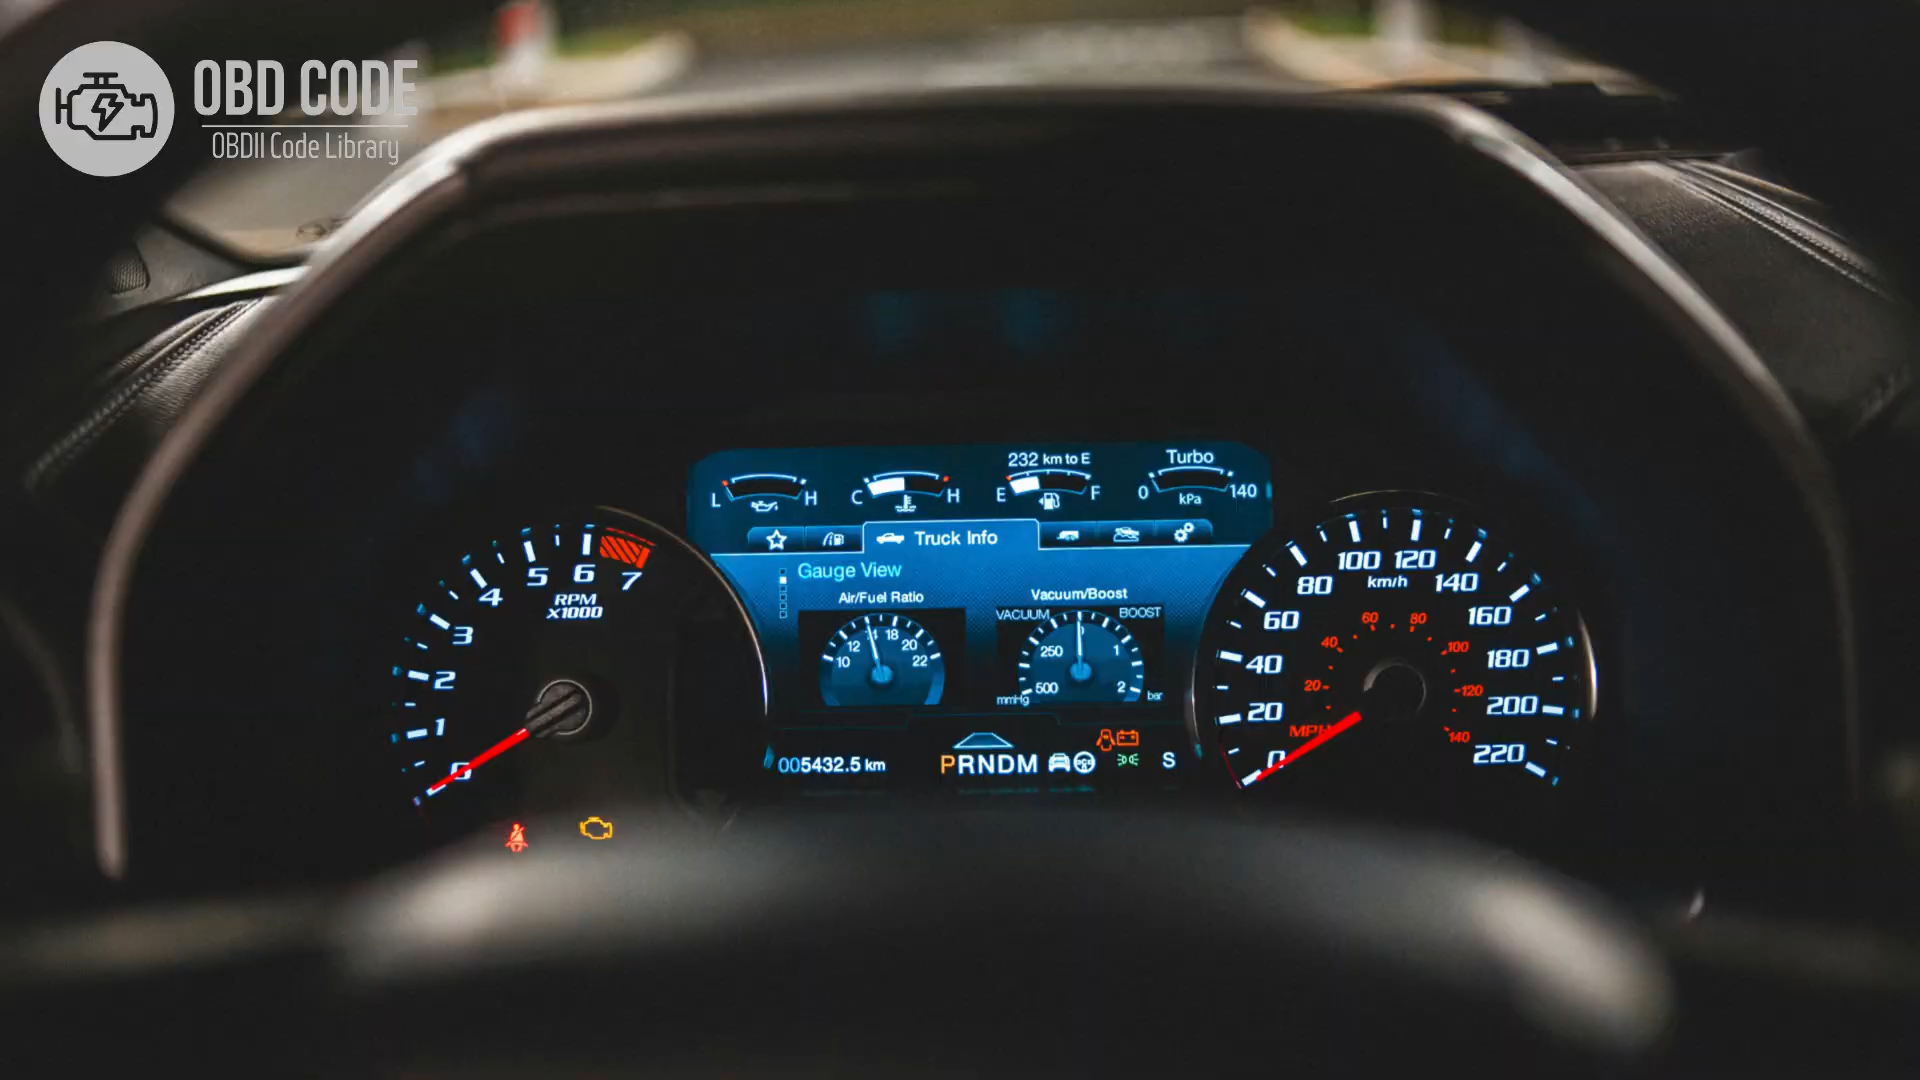 OBD CODE
OBDII Code Library
232 km to E
Turbo
L H
C H
E F
0 140
kPa
Truck Info
Gauge View
Air/Fuel Ratio
10 12 14 18 20 22
Vacuum/Boost
VACUUM BOOST
500 250 0 1 2
mmHg bar
0 1 2 3 4 5 6 7
RPM
X1000
0 20 40 60 80 100 120 140 160 180 200 220
km/h
20 40 60 80 100 120 140
MPH
005432.5 km
PRNDM
S